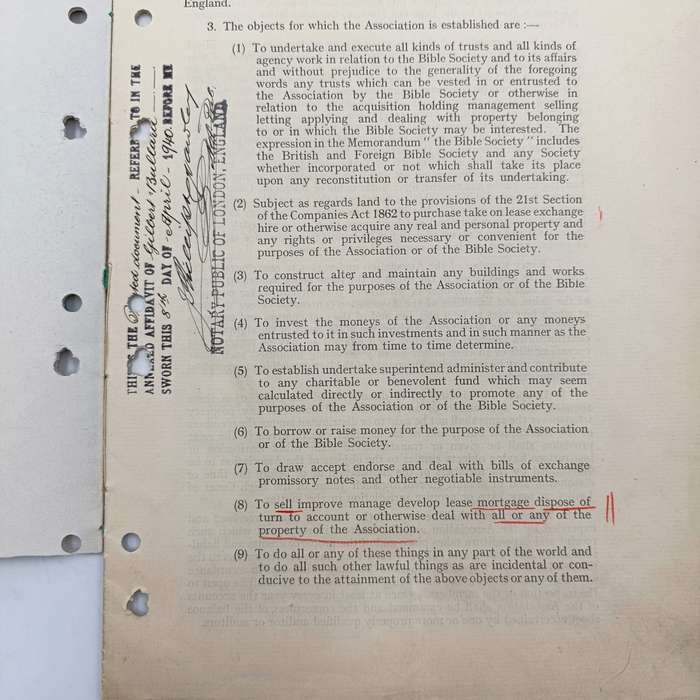 England.
3. The objects for which the Association is established are :—
(1) To undertake and execute all kinds of trusts and all kinds of
agency work in relation to the Bible Society and to its affairs
and without prejudice to the generality of the foregoing
words any trusts which can be vested in or entrusted to
the Association by the Bible Society or otherwise in
relation to the acquisition holding management selling
letting applying and dealing with property belonging
to or in which the Bible Society may be interested. The
expression in the Memorandum " the Bible Society " includes
the British and Foreign Bible Society and any Society
whether incorporated or not which shall take its place
upon any reconstitution or transfer of its undertaking.
(2) Subject as regards land to the provisions of the 21st Section
of the Companies Act 1862 to purchase take on lease exchange
hire or otherwise acquire any real and personal property and
any rights or privileges necessary or convenient for the
purposes of the Association or of the Bible Society.
(3) To construct alter and maintain any buildings and works
required for the purposes of the Association or of the Bible
Society.
(4) To invest the moneys of the Association or any moneys
entrusted to it in such investments and in such manner as the
Association may from time to time determine.
(5) To establish undertake superintend administer and contribute
to any charitable or benevolent fund which may seem
calculated directly or indirectly to promote any of the
purposes of the Association or of the Bible Society.
(6) To borrow or raise money for the purpose of the Association
or of the Bible Society.
(7) To draw accept endorse and deal with bills of exchange
promissory notes and other negotiable instruments.
(8) To sell improve manage develop lease mortgage dispose of
turn to account or otherwise deal with all or any of the
property of the Association.
(9) To do all or any of these things in any part of the world and
to do all such other lawful things as are incidental or con-
ducive to the attainment of the above objects or any of them.
THE document REFERRED TO IN THE
AFFIDAVIT OF Gilbert Bullard
SWORN THIS 8th DAY OF April - 1940. BEFORE ME
NOTARY PUBLIC OF LONDON, ENGLAND